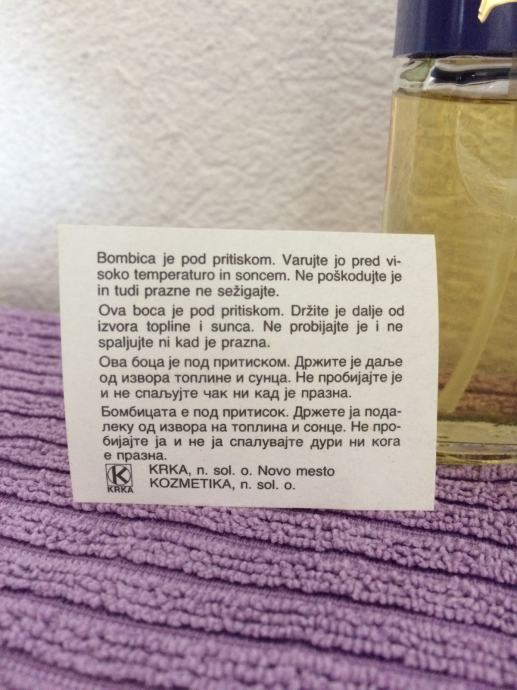 Bombica je pod pritiskom. Varujte jo pred vi-
soko temperaturo in soncem. Ne poškodujte je
in tudi prazne ne sežigajte.
Ova boca je pod pritiskom. Držite je dalje od
izvora topline i sunca. Ne probijajte je i ne
spaljujte ni kad je prazna.
Ова боца је под притиском. Држите је даље
од извора топлине и сунца. Не пробијајте је
и не спаљујте чак ни кад је празна.
Бомбицата е под притисок. Држете ја пода-
леку од извора на топлина и сонце. Не про-
бијајте ја и не ја спалувајте дури ни кога
е празна.
KRKA, n. sol. o. Novo mesto
KOZMETIKA, n. sol. o.
K
KRKA